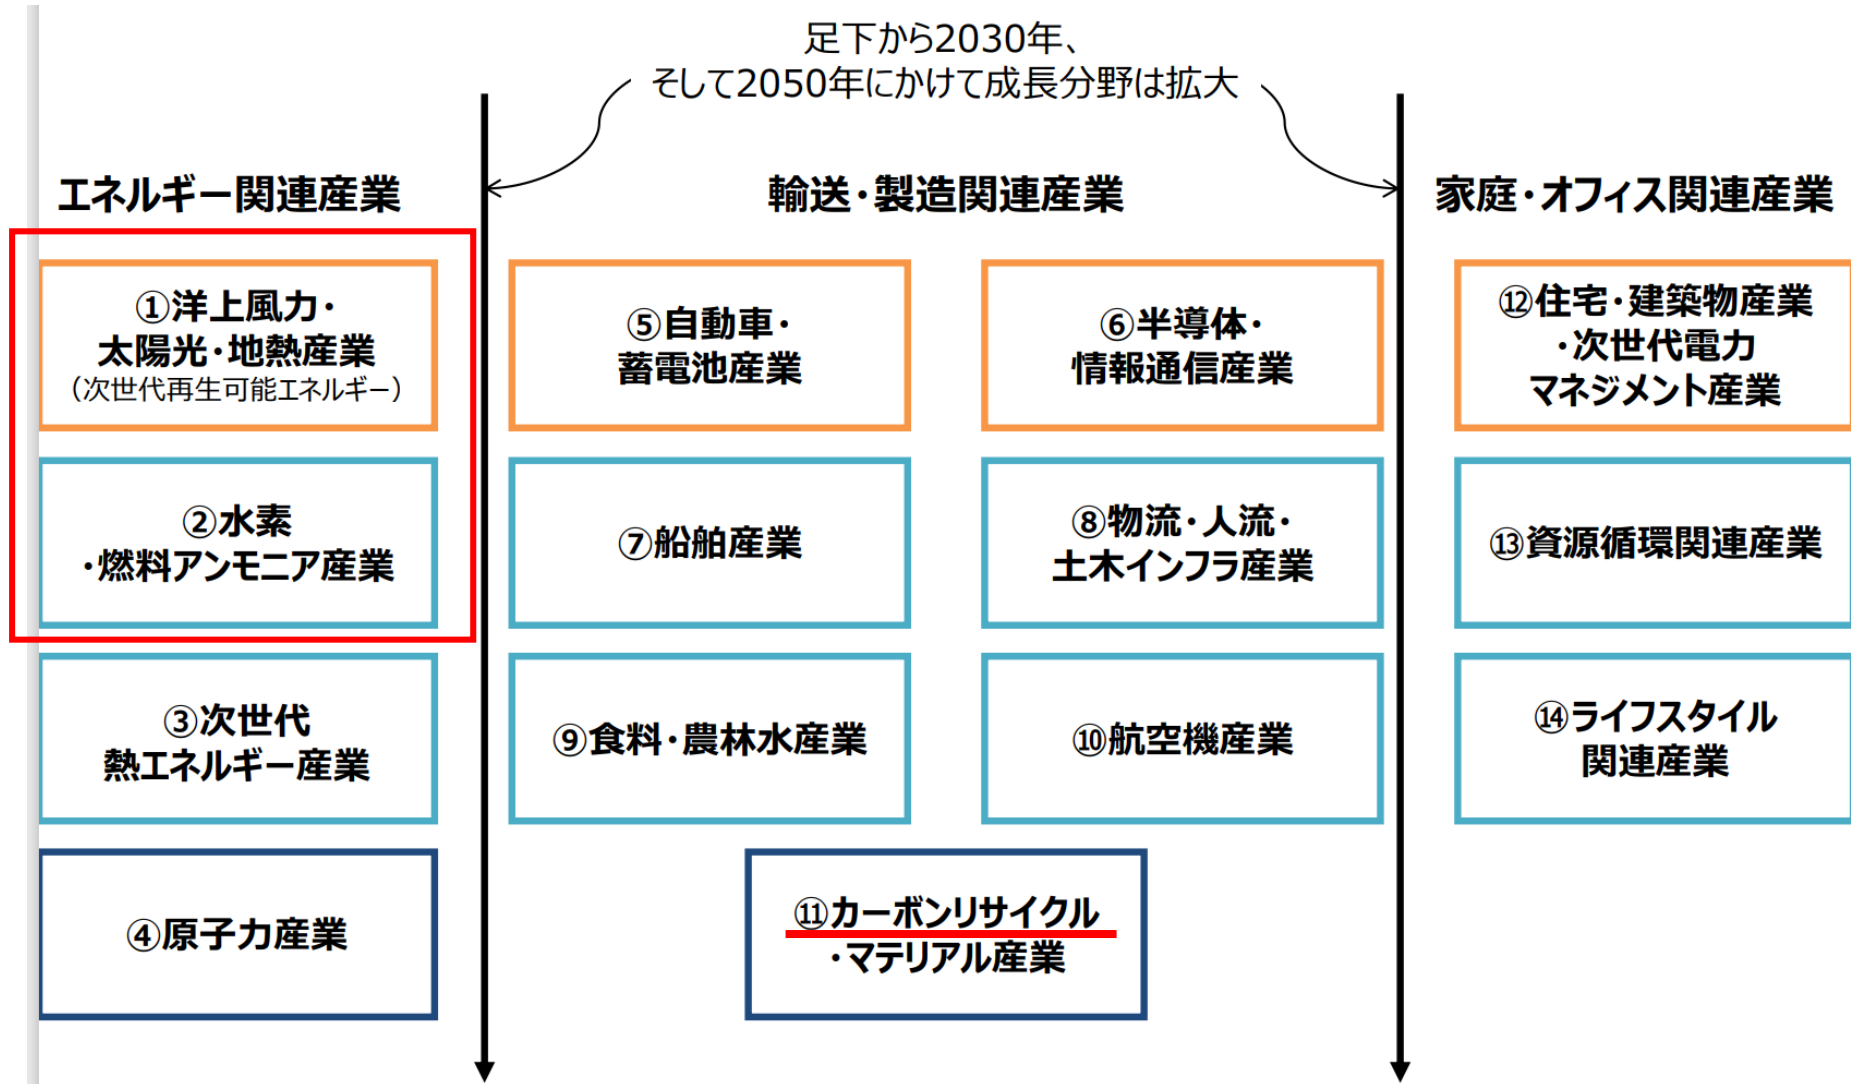 足下から2030年、
そして2050年にかけて成長分野は拡大
エネルギー関連産業
輸送・製造関連産業
家庭・オフィス関連産業
①洋上風力・
太陽光・地熱産業
（次世代再生可能エネルギー）
⑤自動車・
蓄電池産業
⑥半導体・
情報通信産業
⑫住宅・建築物産業
・次世代電力
マネジメント産業
②水素
・燃料アンモニア産業
⑦船舶産業
⑧物流・人流・
土木インフラ産業
⑬資源循環関連産業
③次世代
熱エネルギー産業
⑨食料・農林水産業
⑩航空機産業
⑭ライフスタイル
関連産業
④原子力産業
⑪カーボンリサイクル
・マテリアル産業